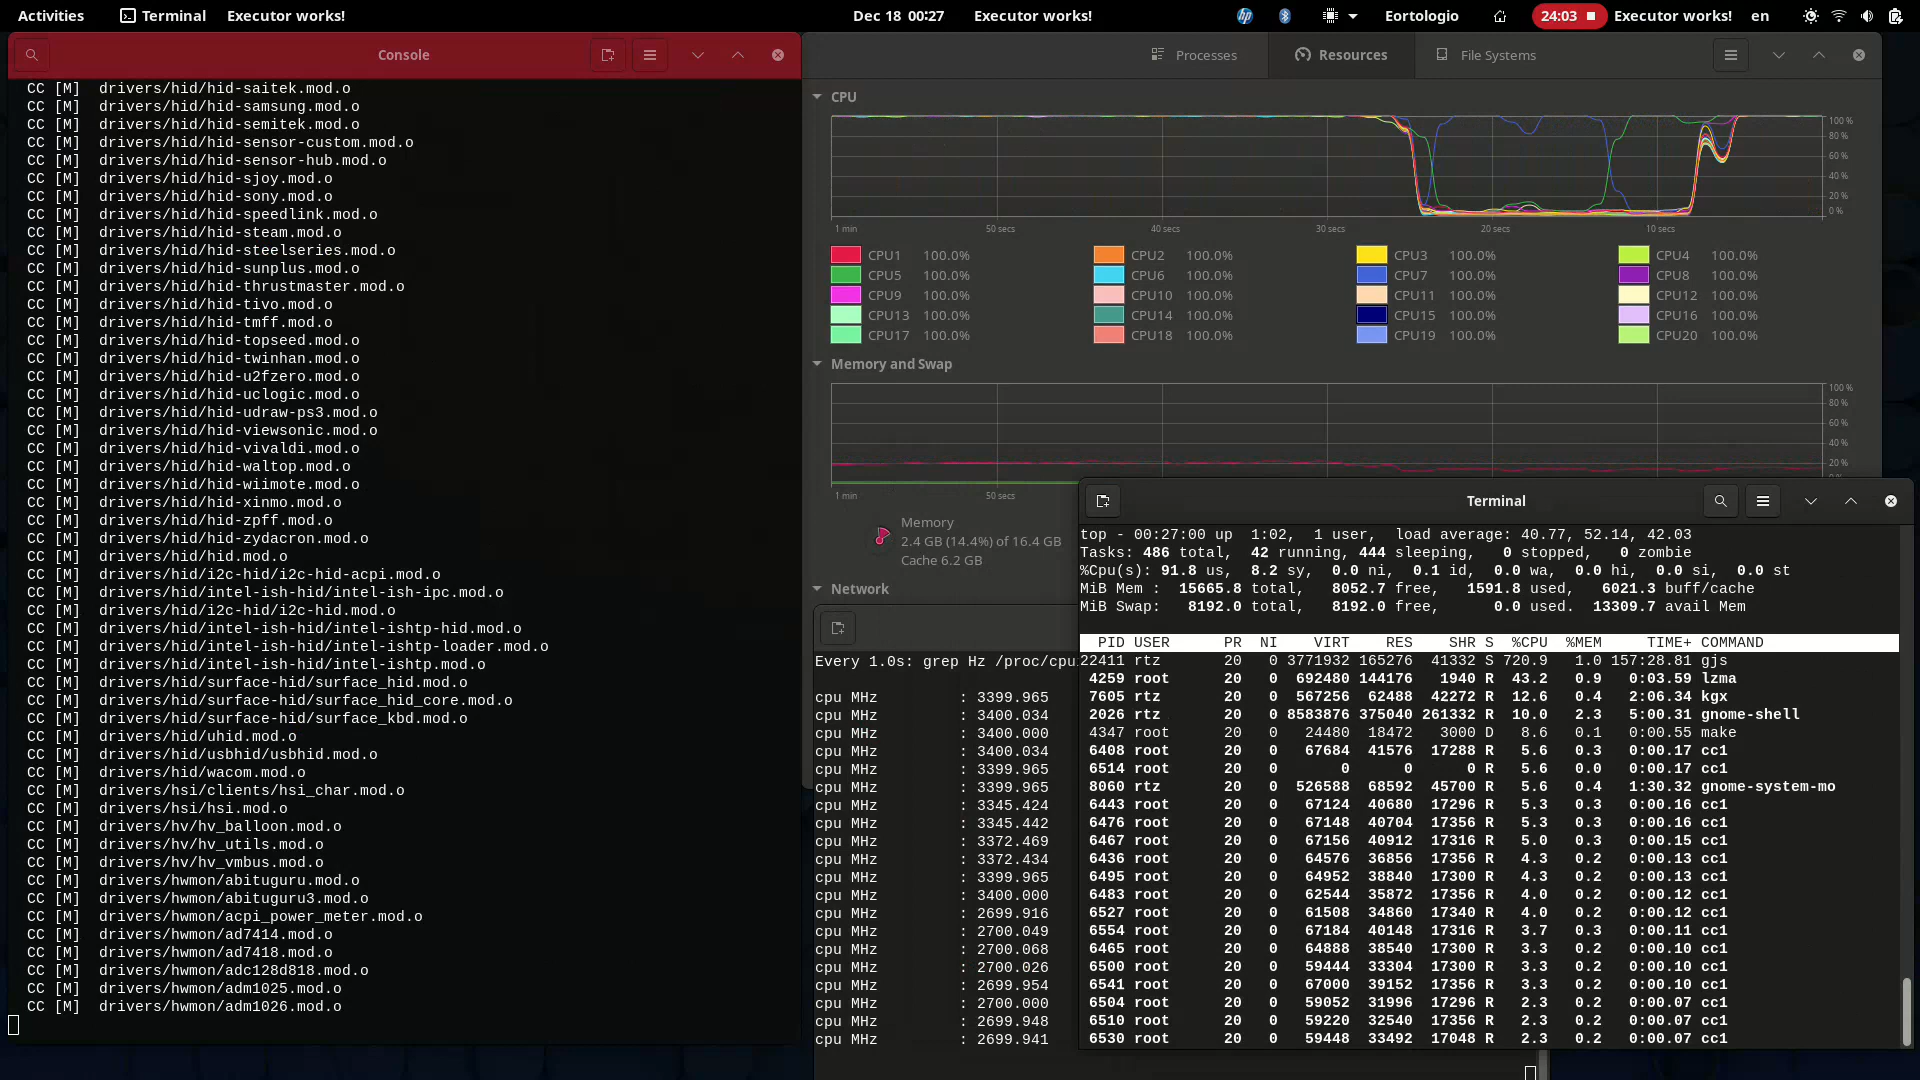 Activities
Terminal
Executor works!
Dec 18 00:27
Executor works!
Eortologio
24:03
Executor works!
en
Console
CC [M]  drivers/hid/hid-saitek.mod.o
CC [M]  drivers/hid/hid-samsung.mod.o
CC [M]  drivers/hid/hid-semitek.mod.o
CC [M]  drivers/hid/hid-sensor-custom.mod.o
CC [M]  drivers/hid/hid-sensor-hub.mod.o
CC [M]  drivers/hid/hid-sjoy.mod.o
CC [M]  drivers/hid/hid-sony.mod.o
CC [M]  drivers/hid/hid-speedlink.mod.o
CC [M]  drivers/hid/hid-steam.mod.o
CC [M]  drivers/hid/hid-steelseries.mod.o
CC [M]  drivers/hid/hid-sunplus.mod.o
CC [M]  drivers/hid/hid-thrustmaster.mod.o
CC [M]  drivers/hid/hid-tivo.mod.o
CC [M]  drivers/hid/hid-tmff.mod.o
CC [M]  drivers/hid/hid-topseed.mod.o
CC [M]  drivers/hid/hid-twinhan.mod.o
CC [M]  drivers/hid/hid-u2fzero.mod.o
CC [M]  drivers/hid/hid-uclogic.mod.o
CC [M]  drivers/hid/hid-udraw-ps3.mod.o
CC [M]  drivers/hid/hid-viewsonic.mod.o
CC [M]  drivers/hid/hid-vivaldi.mod.o
CC [M]  drivers/hid/hid-waltop.mod.o
CC [M]  drivers/hid/hid-wiimote.mod.o
CC [M]  drivers/hid/hid-xinmo.mod.o
CC [M]  drivers/hid/hid-zpff.mod.o
CC [M]  drivers/hid/hid-zydacron.mod.o
CC [M]  drivers/hid/hid.mod.o
CC [M]  drivers/hid/i2c-hid/i2c-hid-acpi.mod.o
CC [M]  drivers/hid/intel-ish-hid/intel-ish-ipc.mod.o
CC [M]  drivers/hid/i2c-hid/i2c-hid.mod.o
CC [M]  drivers/hid/intel-ish-hid/intel-ishtp-hid.mod.o
CC [M]  drivers/hid/intel-ish-hid/intel-ishtp-loader.mod.o
CC [M]  drivers/hid/intel-ish-hid/intel-ishtp.mod.o
CC [M]  drivers/hid/surface-hid/surface_hid.mod.o
CC [M]  drivers/hid/surface-hid/surface_hid_core.mod.o
CC [M]  drivers/hid/surface-hid/surface_kbd.mod.o
CC [M]  drivers/hid/uhid.mod.o
CC [M]  drivers/hid/usbhid/usbhid.mod.o
CC [M]  drivers/hid/wacom.mod.o
CC [M]  drivers/hsi/clients/hsi_char.mod.o
CC [M]  drivers/hsi/hsi.mod.o
CC [M]  drivers/hv/hv_balloon.mod.o
CC [M]  drivers/hv/hv_utils.mod.o
CC [M]  drivers/hv/hv_vmbus.mod.o
CC [M]  drivers/hwmon/abituguru.mod.o
CC [M]  drivers/hwmon/abituguru3.mod.o
CC [M]  drivers/hwmon/acpi_power_meter.mod.o
CC [M]  drivers/hwmon/ad7414.mod.o
CC [M]  drivers/hwmon/ad7418.mod.o
CC [M]  drivers/hwmon/adc128d818.mod.o
CC [M]  drivers/hwmon/adm1025.mod.o
CC [M]  drivers/hwmon/adm1026.mod.o
Processes
Resources
File Systems
CPU
100 %
80 %
60 %
40 %
20 %
0 %
1 min 50 secs 40 secs 30 secs 20 secs 10 secs
CPU1 100.0% CPU2 100.0% CPU3 100.0% CPU4 100.0%
CPU5 100.0% CPU6 100.0% CPU7 100.0% CPU8 100.0%
CPU9 100.0% CPU10 100.0% CPU11 100.0% CPU12 100.0%
CPU13 100.0% CPU14 100.0% CPU15 100.0% CPU16 100.0%
CPU17 100.0% CPU18 100.0% CPU19 100.0% CPU20 100.0%
Memory and Swap
100 %
80 %
60 %
40 %
20 %
1 min 50 secs
Memory
2.4 GB (14.4%) of 16.4 GB
Cache 6.2 GB
Network
Every 1.0s: grep Hz /proc/cpu
cpu MHz : 3399.965
cpu MHz : 3400.034
cpu MHz : 3400.000
cpu MHz : 3400.034
cpu MHz : 3399.965
cpu MHz : 3399.965
cpu MHz : 3345.424
cpu MHz : 3345.442
cpu MHz : 3372.469
cpu MHz : 3372.434
cpu MHz : 3399.965
cpu MHz : 3400.000
cpu MHz : 2699.916
cpu MHz : 2700.049
cpu MHz : 2700.068
cpu MHz : 2700.026
cpu MHz : 2699.954
cpu MHz : 2700.000
cpu MHz : 2699.948
cpu MHz : 2699.941
Terminal
top - 00:27:00 up  1:02,  1 user,  load average: 40.77, 52.14, 42.03
Tasks: 486 total,  42 running, 444 sleeping,   0 stopped,   0 zombie
%Cpu(s): 91.8 us,  8.2 sy,  0.0 ni,  0.1 id,  0.0 wa,  0.0 hi,  0.0 si,  0.0 st
MiB Mem :  15665.8 total,   8052.7 free,   1591.8 used,   6021.3 buff/cache
MiB Swap:   8192.0 total,   8192.0 free,      0.0 used.  13309.7 avail Mem
PID USER PR NI VIRT RES SHR S %CPU %MEM TIME+ COMMAND
22411 rtz 20 0 3771932 165276 41332 S 720.9 1.0 157:28.81 gjs
4259 root 20 0 692480 144176 1940 R 43.2 0.9 0:03.59 lzma
7605 rtz 20 0 567256 62488 42272 R 12.6 0.4 2:06.34 kgx
2026 rtz 20 0 8583876 375040 261332 R 10.0 2.3 5:00.31 gnome-shell
4347 root 20 0 24480 18472 3000 D 8.6 0.1 0:00.55 make
6408 root 20 0 67684 41576 17288 R 5.6 0.3 0:00.17 cc1
6514 root 20 0 0 0 0 R 5.6 0.0 0:00.17 cc1
8060 rtz 20 0 526588 68592 45700 R 5.6 0.4 1:30.32 gnome-system-mo
6443 root 20 0 67124 40680 17296 R 5.3 0.3 0:00.16 cc1
6476 root 20 0 67148 40704 17356 R 5.3 0.3 0:00.16 cc1
6467 root 20 0 67156 40912 17316 R 5.0 0.3 0:00.15 cc1
6436 root 20 0 64576 36856 17356 R 4.3 0.2 0:00.13 cc1
6495 root 20 0 64952 38840 17300 R 4.3 0.2 0:00.13 cc1
6483 root 20 0 62544 35872 17356 R 4.0 0.2 0:00.12 cc1
6527 root 20 0 61508 34860 17340 R 4.0 0.2 0:00.12 cc1
6554 root 20 0 67184 40148 17316 R 3.7 0.3 0:00.11 cc1
6465 root 20 0 64888 38540 17300 R 3.3 0.2 0:00.10 cc1
6500 root 20 0 59444 33304 17300 R 3.3 0.2 0:00.10 cc1
6541 root 20 0 67000 39152 17356 R 3.3 0.2 0:00.10 cc1
6504 root 20 0 59052 31996 17296 R 2.3 0.2 0:00.07 cc1
6510 root 20 0 59220 32540 17356 R 2.3 0.2 0:00.07 cc1
6530 root 20 0 59448 33492 17048 R 2.3 0.2 0:00.07 cc1